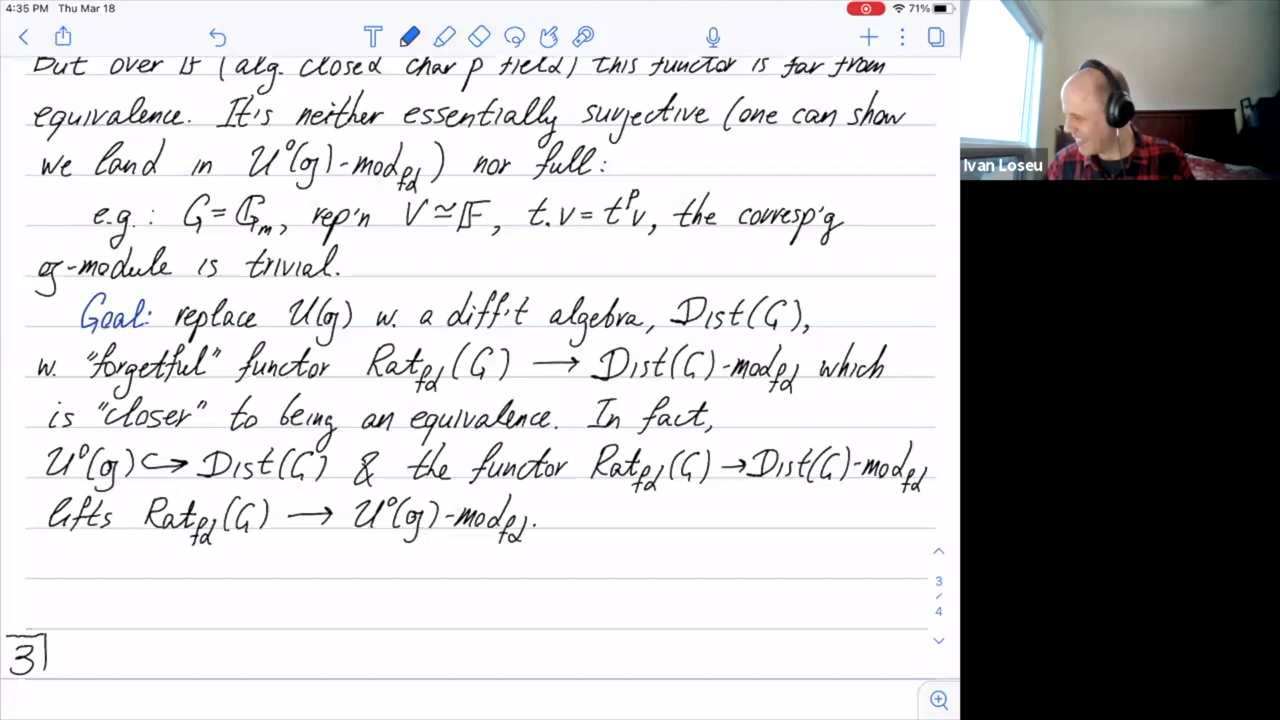 4:35 PM Thu Mar 18
71%
But over 𝔽 (alg. closed char p field) this functor is far from
equivalence. It's neither essentially surjective (one can show
we land in U⁰(𝔤)-mod_fd) nor full:
e.g.: G = 𝔾_m, rep'n V ≃ 𝔽, t.v = t^p v, the corresp'g
𝔤-module is trivial.
Goal: replace U(𝔤) w. a diff't algebra, Dist(G),
w. "forgetful" functor Rat_fd(G) → Dist(G)-mod_fd which
is "closer" to being an equivalence. In fact,
U⁰(𝔤) ↪ Dist(G) & the functor Rat_fd(G) → Dist(G)-mod_fd
lifts Rat_fd(G) → U⁰(𝔤)-mod_fd.
3
3
/
4
Ivan Loseu